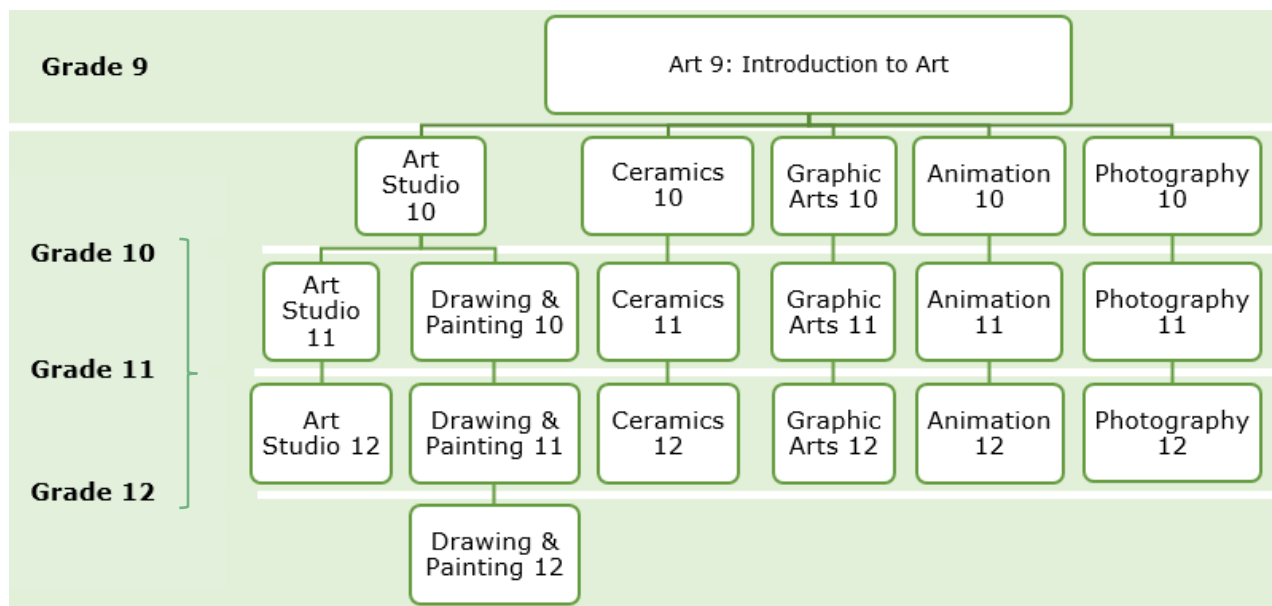 Grade 9
Art 9: Introduction to Art
Art
Studio
10
Ceramics
10
Graphic
Arts 10
Animation
10
Photography
10
Grade 10
Art
Studio
11
Drawing &
Painting 10
Ceramics
11
Graphic
Arts 11
Animation
11
Photography
11
Grade 11
Art
Studio 12
Drawing &
Painting 11
Ceramics
12
Graphic
Arts 12
Animation
12
Photography
12
Grade 12
Drawing &
Painting 12